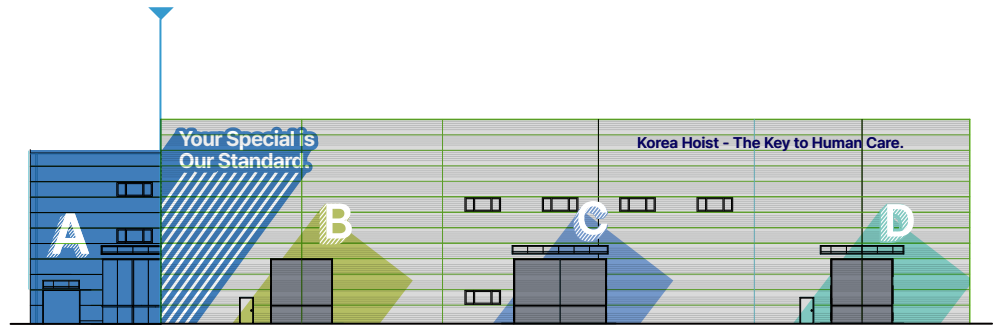 Your Special is
Our Standard.
Korea Hoist - The Key to Human Care.
A
B
C
D